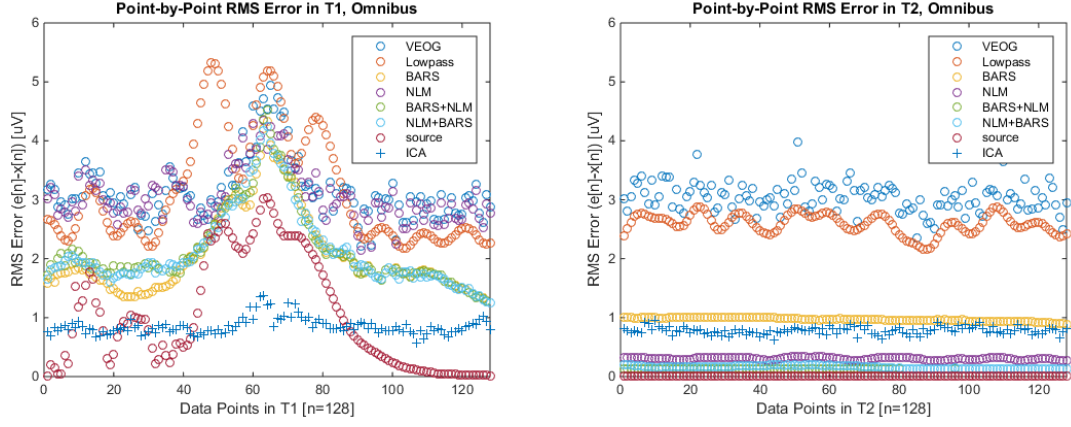 Point-by-Point RMS Error in T1, Omnibus
6
5
4
3
2
1
0
RMS Error (e[n]-x[n]) [uV]
VEOG
Lowpass
BARS
NLM
BARS+NLM
NLM+BARS
source
ICA
0 20 40 60 80 100 120
Data Points in T1 [n=128]
Point-by-Point RMS Error in T2, Omnibus
6
5
4
3
2
1
0
RMS Error (e[n]-x[n]) [uV]
VEOG
Lowpass
BARS
NLM
BARS+NLM
NLM+BARS
source
ICA
0 20 40 60 80 100 120
Data Points in T2 [n=128]